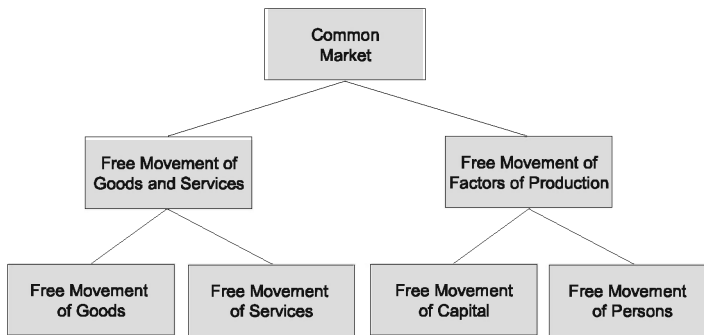 Common
Market
Free Movement of
Goods and Services
Free Movement of
Factors of Production
Free Movement
of Goods
Free Movement
of Services
Free Movement
of Capital
Free Movement
of Persons